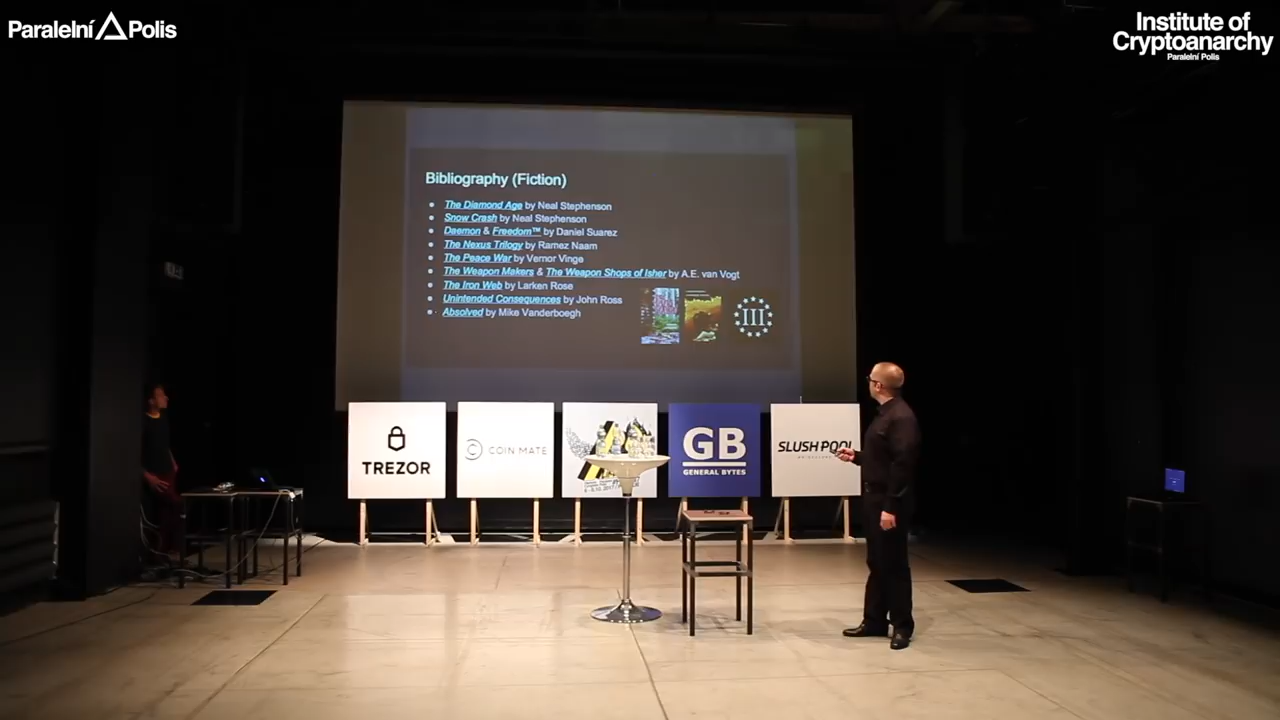 Paralelní Polis
Institute of
Cryptoanarchy
Paralelní Polis
Bibliography (Fiction)
The Diamond Age by Neal Stephenson
Snow Crash by Neal Stephenson
Daemon & Freedom™ by Daniel Suarez
The Nexus Trilogy by Ramez Naam
The Peace War by Vernor Vinge
The Weapon Makers & The Weapon Shops of Isher by A.E. van Vogt
The Iron Web by Larken Rose
Unintended Consequences by John Ross
Absolved by Mike Vanderboegh
III
TREZOR
COIN MATE
GB
GENERAL BYTES
SLUSH POOL